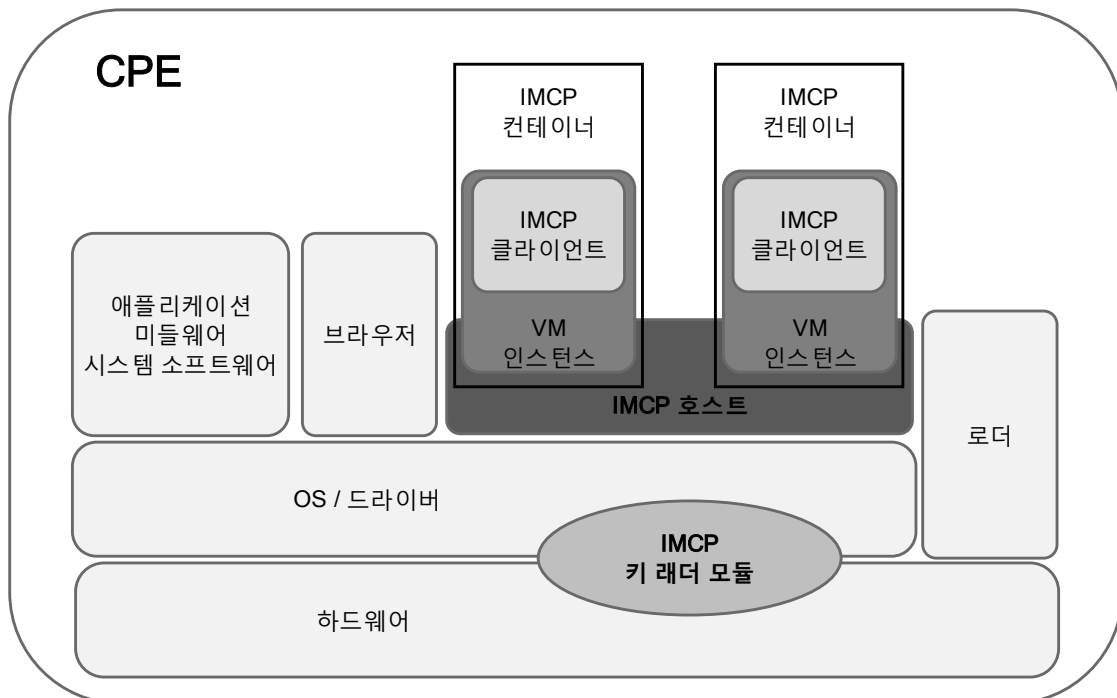 CPE
IMCP
컨테이너
IMCP
클라이언트
VM
인스턴스
IMCP
컨테이너
IMCP
클라이언트
VM
인스턴스
IMCP 호스트
애플리케이션
미들웨어
시스템 소프트웨어
브라우저
로더
OS / 드라이버
IMCP
키 래더 모듈
하드웨어